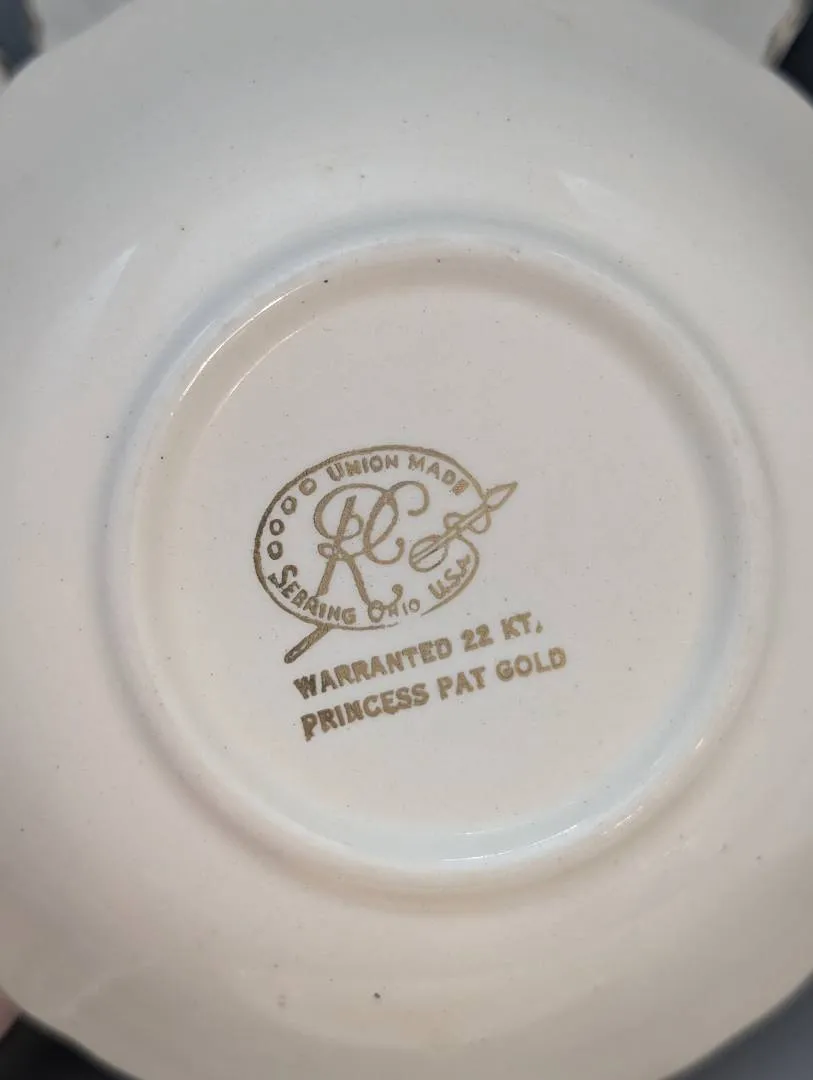 UNION MADE
RC
SEBRING OHIO U.S.A.
WARRANTED 22 KT.
PRINCESS PAT GOLD